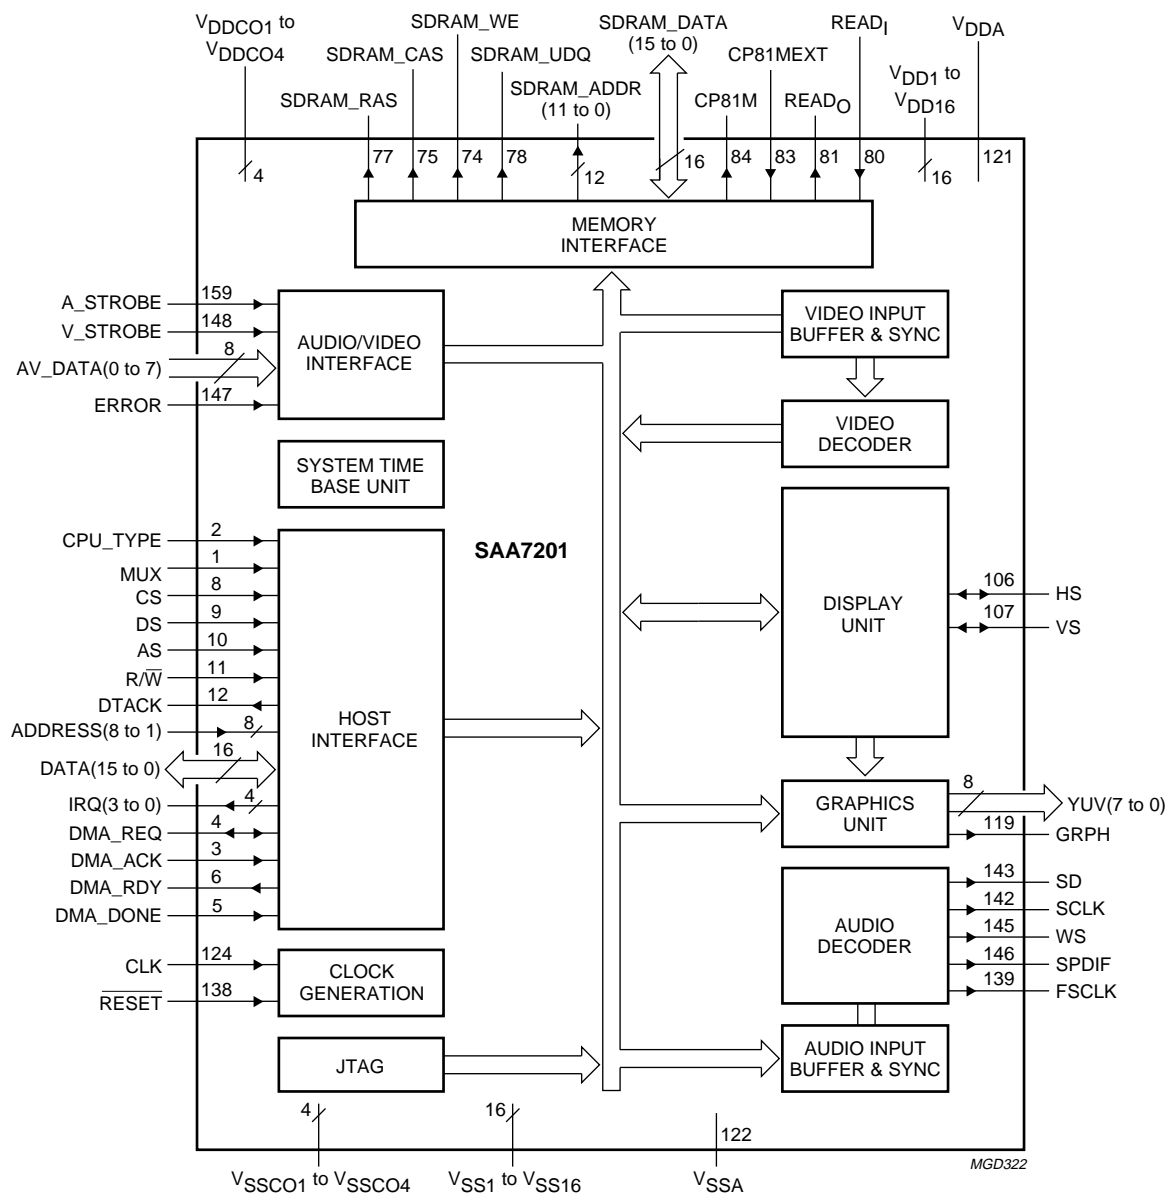 VDDCO1 to
VDDCO4
SDRAM_RAS
SDRAM_CAS
SDRAM_WE
SDRAM_UDQ
SDRAM_ADDR
(11 to 0)
SDRAM_DATA
(15 to 0)
CP81M
CP81MEXT
READO
READI
VDD1 to
VDD16
VDDA
4
77
75
74
78
12
16
84
83
81
80
16
121
MEMORY
INTERFACE
A_STROBE
159
V_STROBE
148
AV_DATA(0 to 7)
8
ERROR
147
AUDIO/VIDEO
INTERFACE
VIDEO INPUT
BUFFER & SYNC
VIDEO
DECODER
SYSTEM TIME
BASE UNIT
SAA7201
CPU_TYPE
2
MUX
1
CS
8
DS
9
AS
10
R/W̅
11
DTACK
12
ADDRESS(8 to 1)
8
DATA(15 to 0)
16
IRQ(3 to 0)
4
DMA_REQ
4
DMA_ACK
3
DMA_RDY
6
DMA_DONE
5
HOST
INTERFACE
DISPLAY
UNIT
106
HS
107
VS
GRAPHICS
UNIT
8
YUV(7 to 0)
119
GRPH
AUDIO
DECODER
143
SD
142
SCLK
145
WS
146
SPDIF
139
FSCLK
CLK
124
R̅E̅S̅E̅T̅
138
CLOCK
GENERATION
JTAG
AUDIO INPUT
BUFFER & SYNC
4
16
122
VSSCO1 to VSSCO4
VSS1 to VSS16
VSSA
MGD322